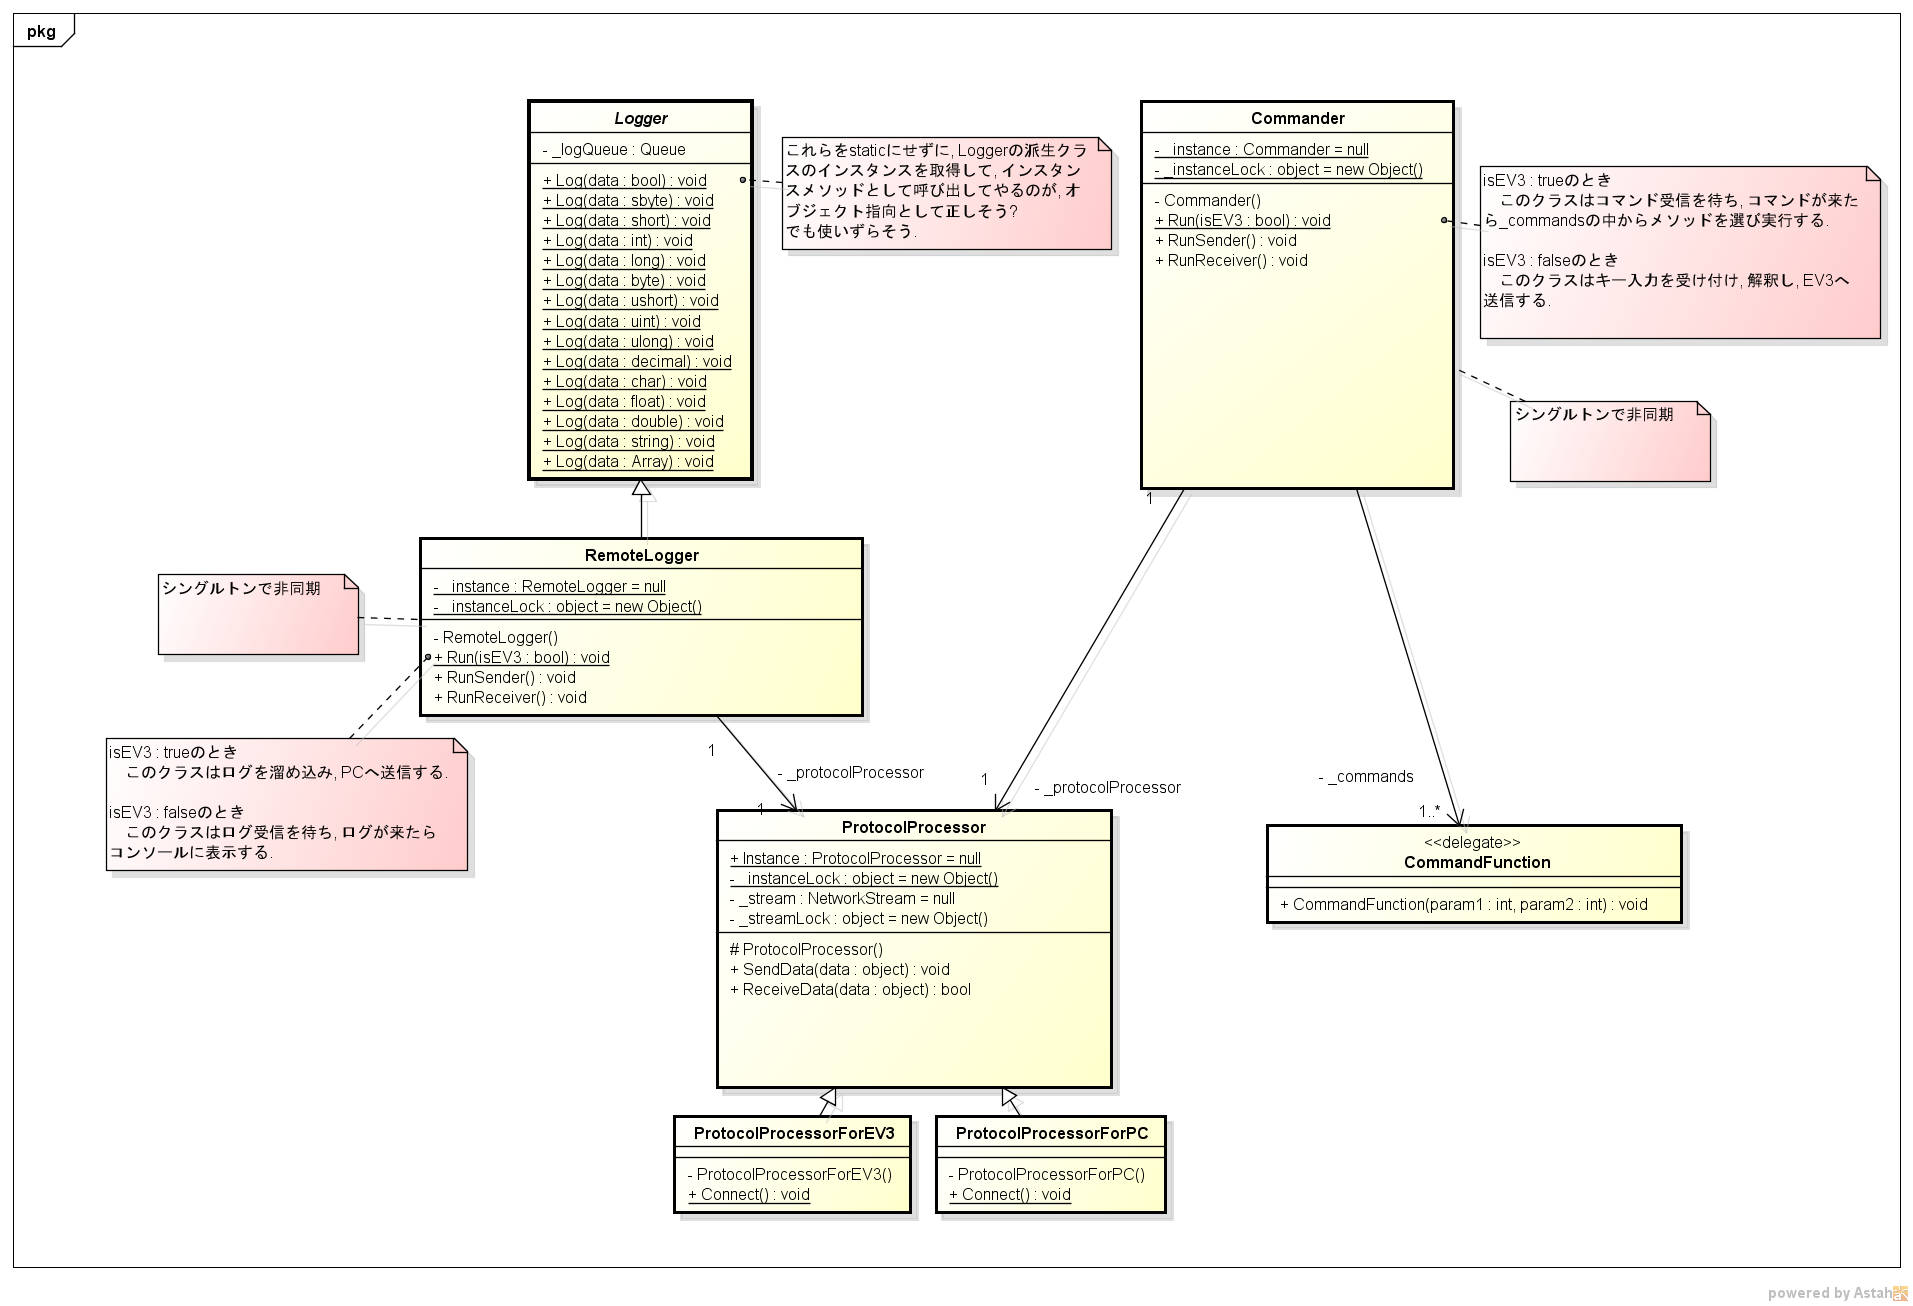 pkg
Logger
- _logQueue : Queue
+ Log(data : bool) : void
+ Log(data : sbyte) : void
+ Log(data : short) : void
+ Log(data : int) : void
+ Log(data : long) : void
+ Log(data : byte) : void
+ Log(data : ushort) : void
+ Log(data : uint) : void
+ Log(data : ulong) : void
+ Log(data : decimal) : void
+ Log(data : char) : void
+ Log(data : float) : void
+ Log(data : double) : void
+ Log(data : string) : void
+ Log(data : Array) : void
これらをstaticにせずに, Loggerの派生クラ
スのインスタンスを取得して, インスタン
スメソッドとして呼び出してやるのが, オ
ブジェクト指向として正しそう?
でも使いずらそう.
Commander
- _instance : Commander = null
- _instanceLock : object = new Object()
- Commander()
+ Run(isEV3 : bool) : void
+ RunSender() : void
+ RunReceiver() : void
isEV3 : trueのとき
このクラスはコマンド受信を待ち, コマンドが来た
ら_commandsの中からメソッドを選び実行する.
isEV3 : falseのとき
このクラスはキー入力を受け付け, 解釈し, EV3へ
送信する.
シングルトンで非同期
RemoteLogger
- _instance : RemoteLogger = null
- _instanceLock : object = new Object()
- RemoteLogger()
+ Run(isEV3 : bool) : void
+ RunSender() : void
+ RunReceiver() : void
シングルトンで非同期
isEV3 : trueのとき
このクラスはログを溜め込み, PCへ送信する.
isEV3 : falseのとき
このクラスはログ受信を待ち, ログが来たら
コンソールに表示する.
1
- _protocolProcessor
1
1
1
- _protocolProcessor
- _commands
1..*
ProtocolProcessor
+ Instance : ProtocolProcessor = null
- _instanceLock : object = new Object()
- _stream : NetworkStream = null
- _streamLock : object = new Object()
# ProtocolProcessor()
+ SendData(data : object) : void
+ ReceiveData(data : object) : bool
<<delegate>>
CommandFunction
+ CommandFunction(param1 : int, param2 : int) : void
ProtocolProcessorForEV3
- ProtocolProcessorForEV3()
+ Connect() : void
ProtocolProcessorForPC
- ProtocolProcessorForPC()
+ Connect() : void
powered by Astah